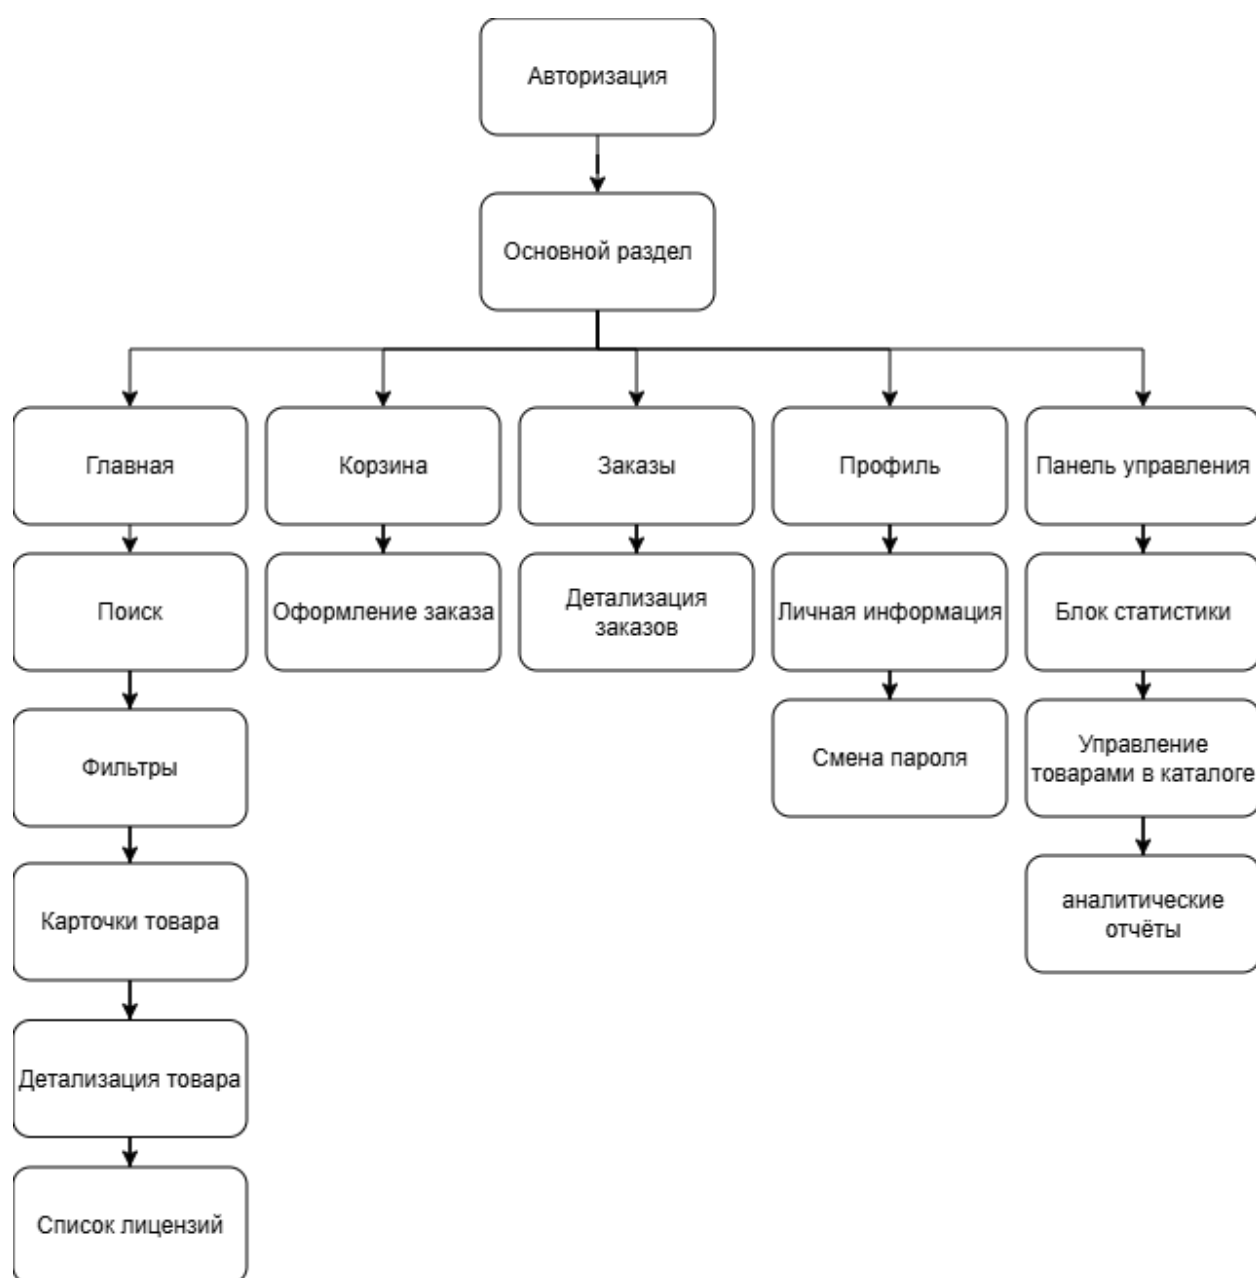 Авторизация
Основной раздел
Главная
Корзина
Заказы
Профиль
Панель управления
Поиск
Оформление заказа
Детализация
заказов
Личная информация
Блок статистики
Фильтры
Смена пароля
Управление
товарами в каталоге
Карточки товара
аналитические
отчёты
Детализация товара
Список лицензий